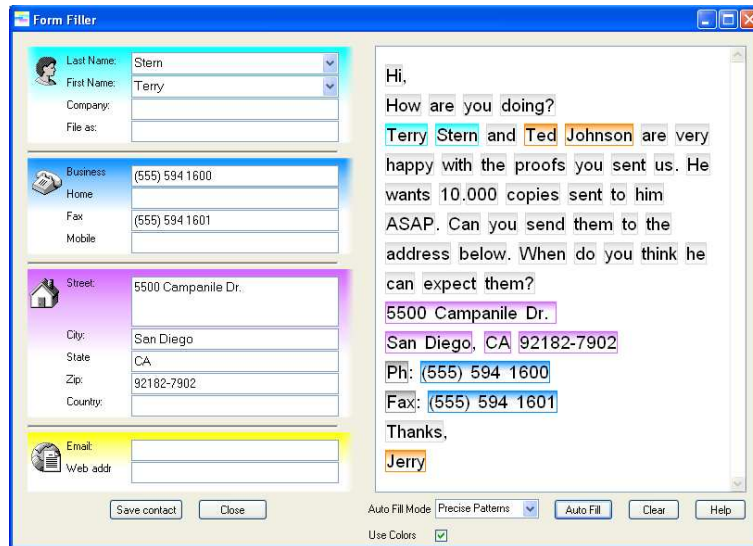 Form Filler
Last Name: Stern
First Name: Terry
Company:
File as:
Business (555) 594 1600
Home
Fax (555) 594 1601
Mobile
Street: 5500 Campanile Dr.
City: San Diego
State CA
Zip: 92182-7902
Country:
Email:
Web addr
Save contact Close
Hi,
How are you doing?
Terry Stern and Ted Johnson are very
happy with the proofs you sent us. He
wants 10.000 copies sent to him
ASAP. Can you send them to the
address below. When do you think he
can expect them?
5500 Campanile Dr.
San Diego, CA 92182-7902
Ph: (555) 594 1600
Fax: (555) 594 1601
Thanks,
Jerry
Auto Fill Mode Precise Patterns Auto Fill Clear Help
Use Colors